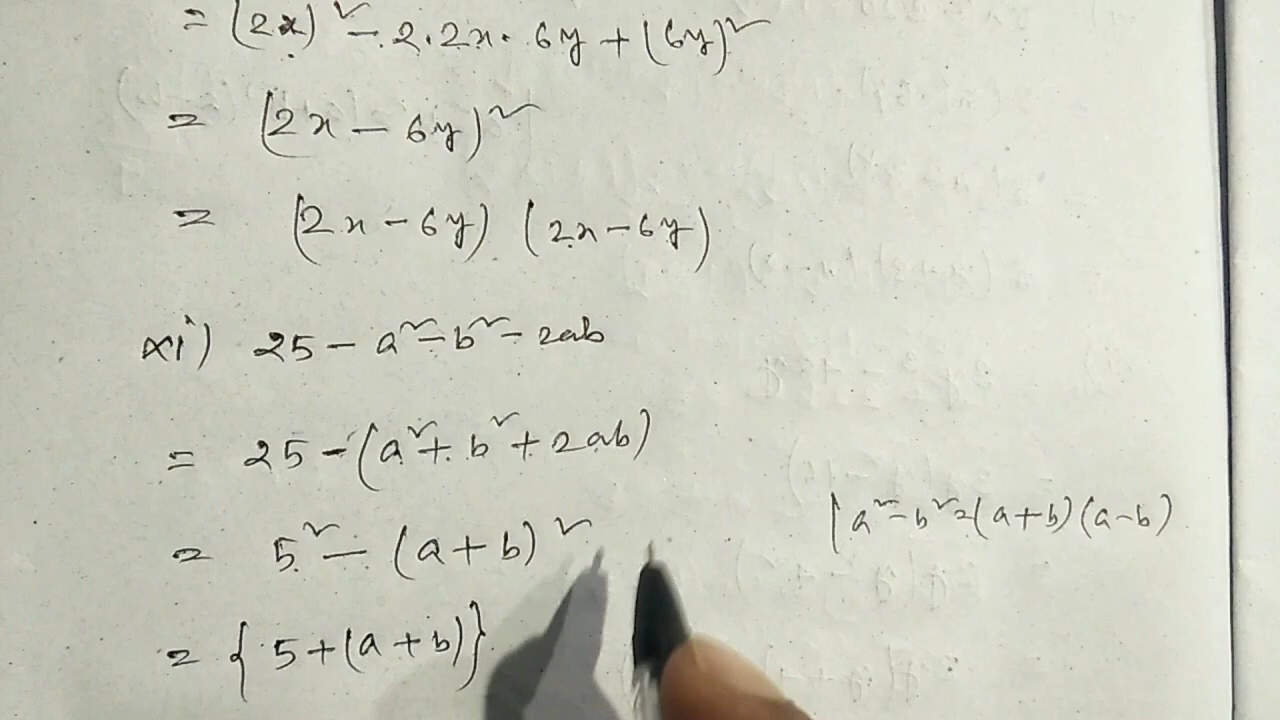 = (2x)² - 2.2x. 6y + (6y)²
= (2x - 6y)²
= (2x - 6y) (2x - 6y)
xi) 25 - a² - b² - 2ab
= 25 - (a² + b² + 2ab)
= 5² - (a + b)² [a² - b² = (a+b) (a-b)
= { 5 + (a + b)}